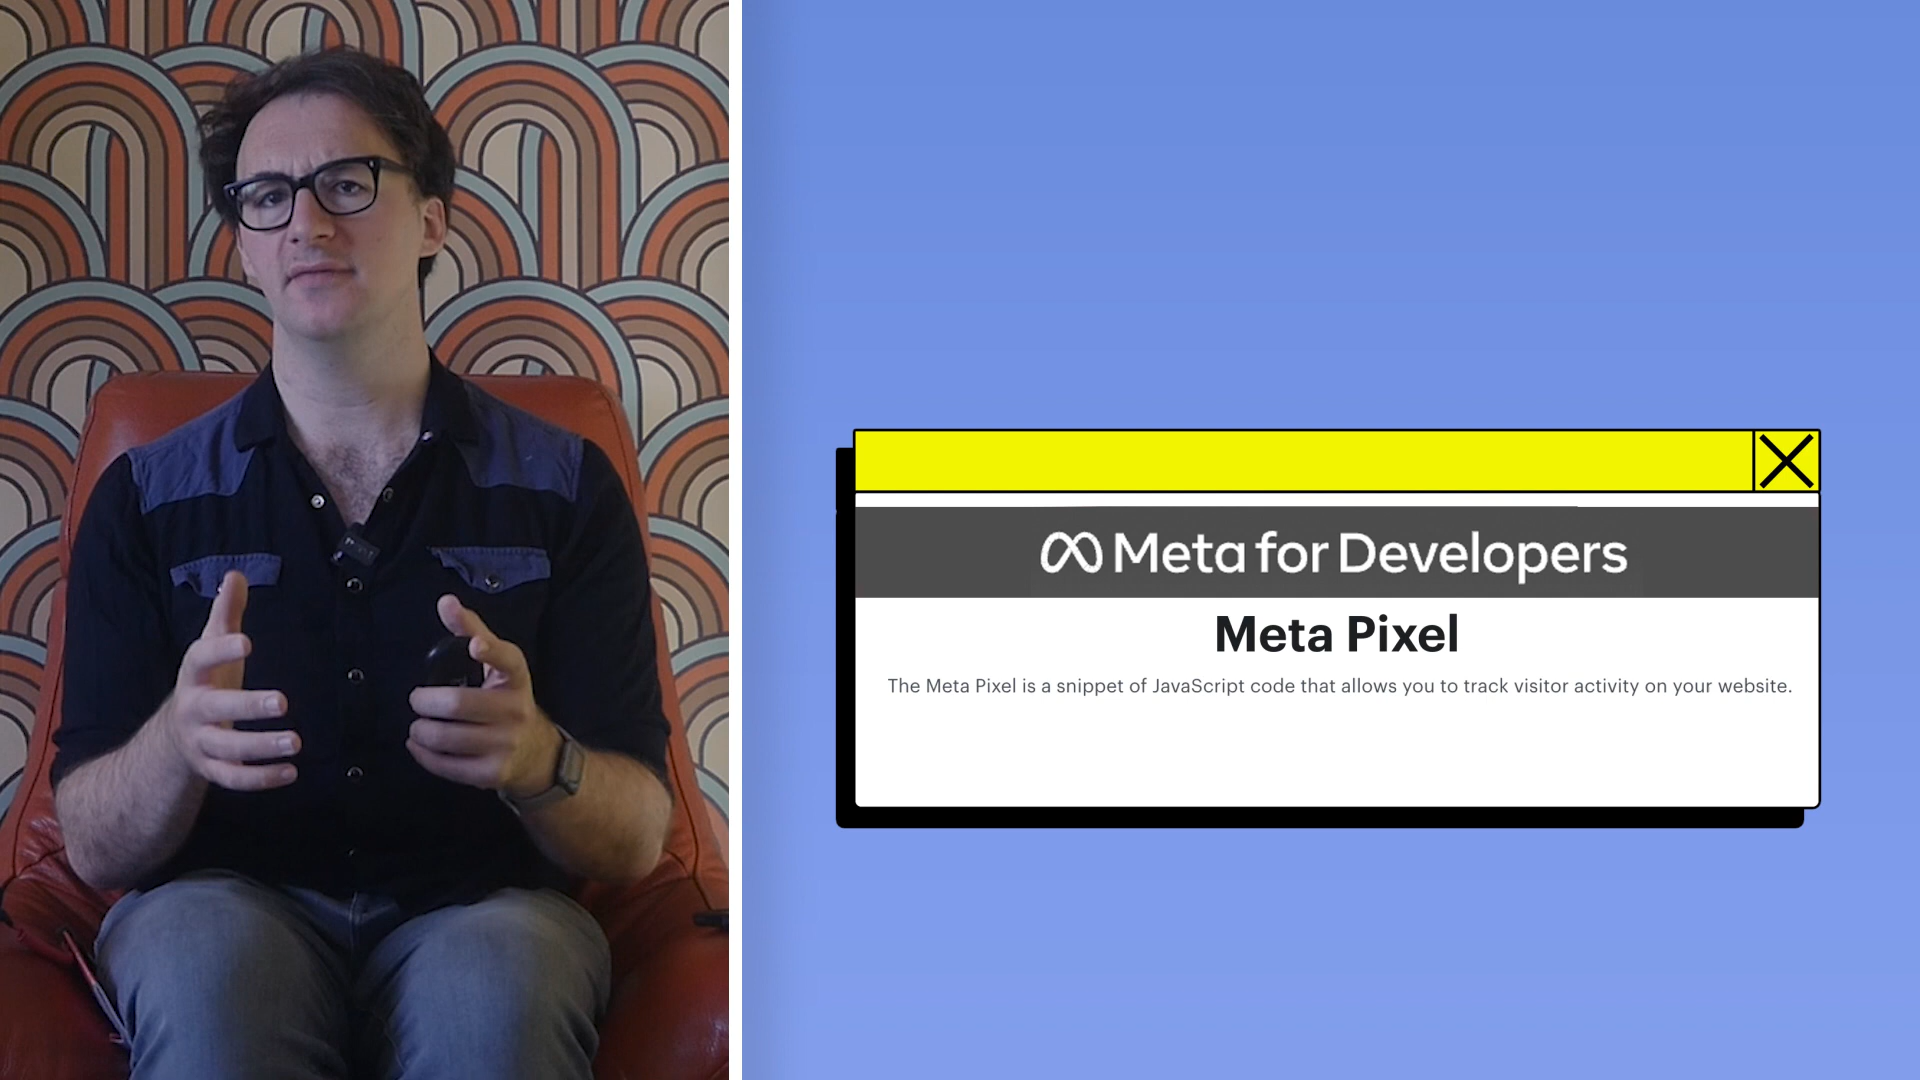 Meta for Developers
Meta Pixel
The Meta Pixel is a snippet of JavaScript code that allows you to track visitor activity on your website.